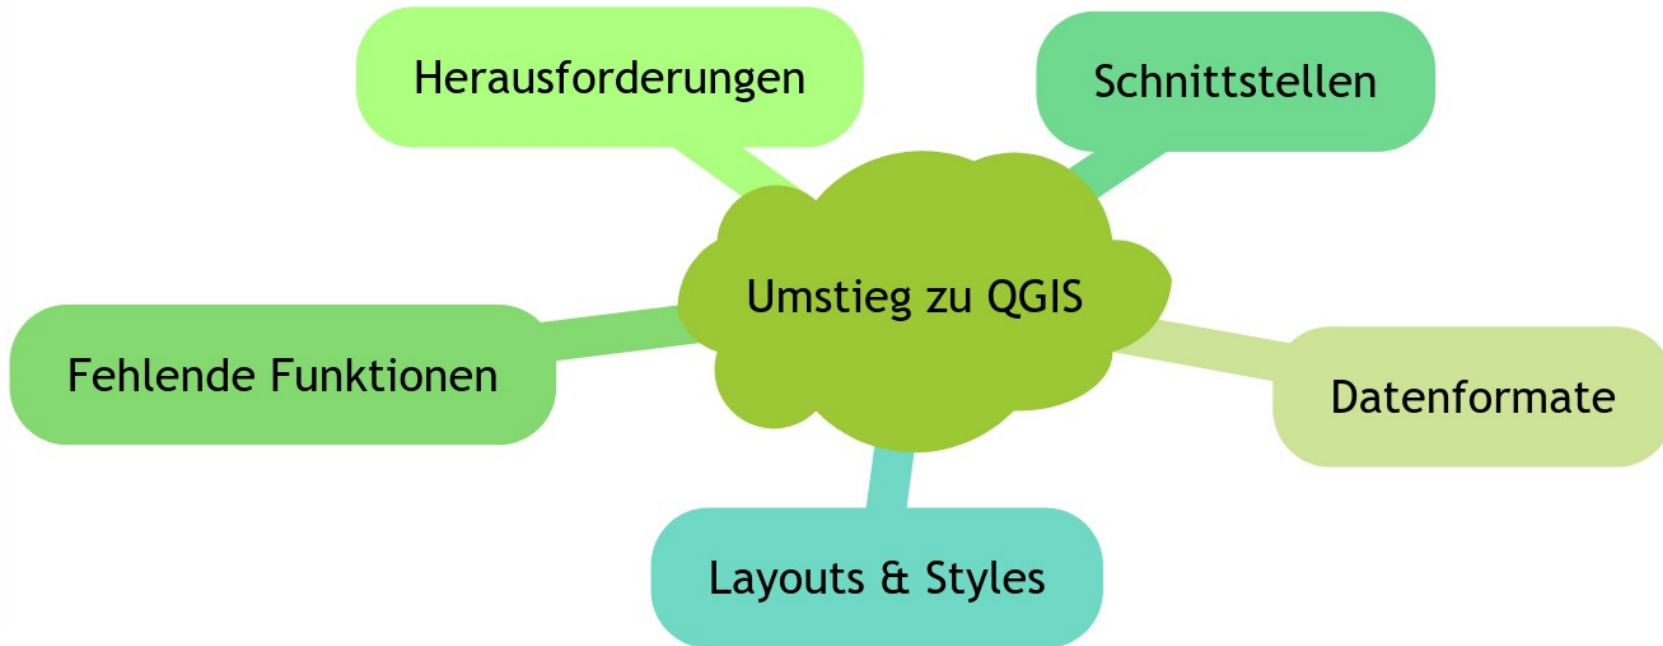 Herausforderungen
Schnittstellen
Umstieg zu QGIS
Fehlende Funktionen
Datenformate
Layouts & Styles